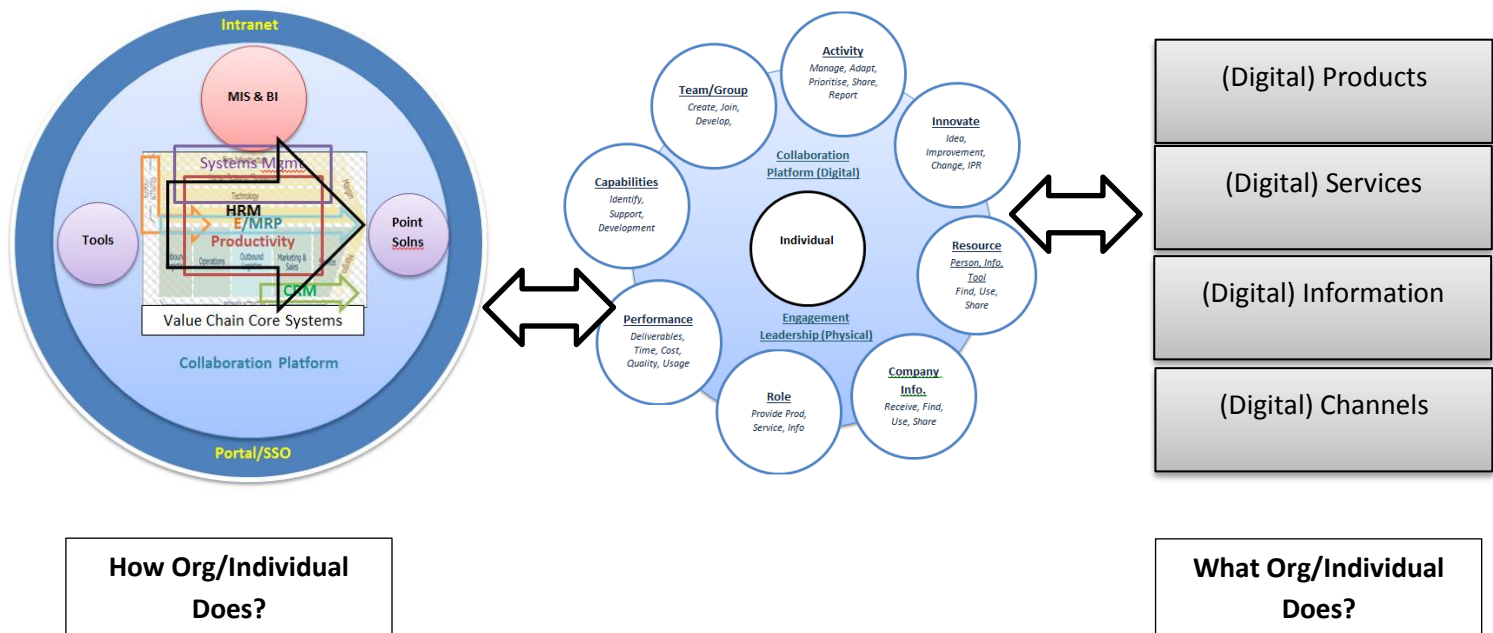 Intranet
MIS & BI
Systems Mgmt
Technology
HRM
E/MRP
Productivity
Operations
Outbound
Logistics
Marketing &
Sales
Margin
Margin
CRM
Tools
Point
Solns
Value Chain Core Systems
Collaboration Platform
Portal/SSO
Activity
Manage, Adapt,
Prioritise, Share,
Report
Team/Group
Create, Join,
Develop,
Innovate
Idea,
Improvement,
Change, IPR
Collaboration
Platform (Digital)
Capabilities
Identify,
Support,
Development
Individual
Resource
Person, Info,
Tool
Find, Use,
Share
Performance
Deliverables,
Time, Cost,
Quality, Usage
Engagement
Leadership (Physical)
Role
Provide Prod,
Service, Info
Company
Info.
Receive, Find,
Use, Share
(Digital) Products
(Digital) Services
(Digital) Information
(Digital) Channels
How Org/Individual
Does?
What Org/Individual
Does?